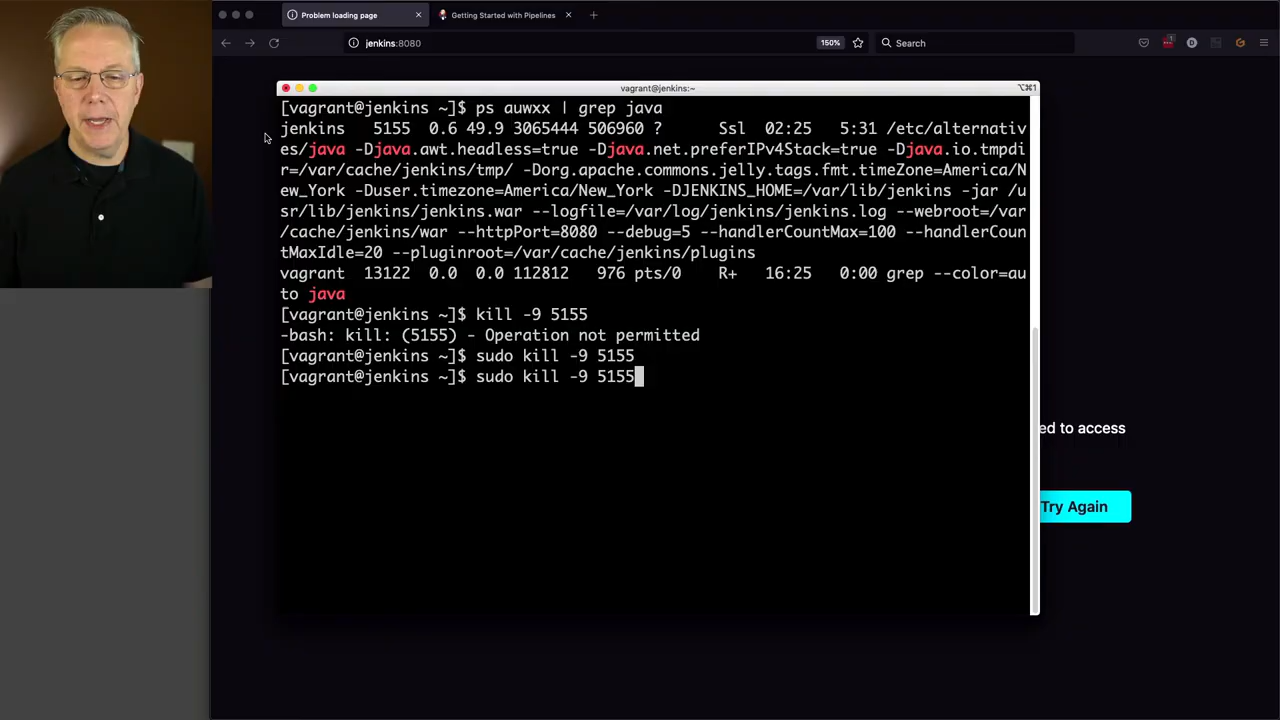 Problem loading page
Getting Started with Pipelines
jenkins:8080
150%
Search
vagrant@jenkins:~
⌥⌘1
[vagrant@jenkins ~]$ ps auwxx | grep java
jenkins   5155  0.6 49.9 3065444 506960 ?      Ssl  02:25   5:31 /etc/alternativ
es/java -Djava.awt.headless=true -Djava.net.preferIPv4Stack=true -Djava.io.tmpdi
r=/var/cache/jenkins/tmp/ -Dorg.apache.commons.jelly.tags.fmt.timeZone=America/N
ew_York -Duser.timezone=America/New_York -DJENKINS_HOME=/var/lib/jenkins -jar /u
sr/lib/jenkins/jenkins.war --logfile=/var/log/jenkins/jenkins.log --webroot=/var
/cache/jenkins/war --httpPort=8080 --debug=5 --handlerCountMax=100 --handlerCoun
tMaxIdle=20 --pluginroot=/var/cache/jenkins/plugins
vagrant  13122  0.0  0.0 112812   976 pts/0    R+   16:25   0:00 grep --color=au
to java
[vagrant@jenkins ~]$ kill -9 5155
-bash: kill: (5155) - Operation not permitted
[vagrant@jenkins ~]$ sudo kill -9 5155
[vagrant@jenkins ~]$ sudo kill -9 5155
ed to access
Try Again